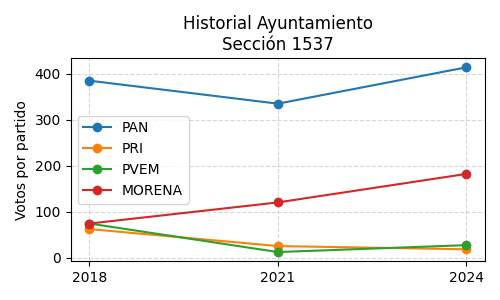 Historial Ayuntamiento
Sección 1537
Votos por partido
400
300
200
100
0
PAN
PRI
PVEM
MORENA
2018
2021
2024